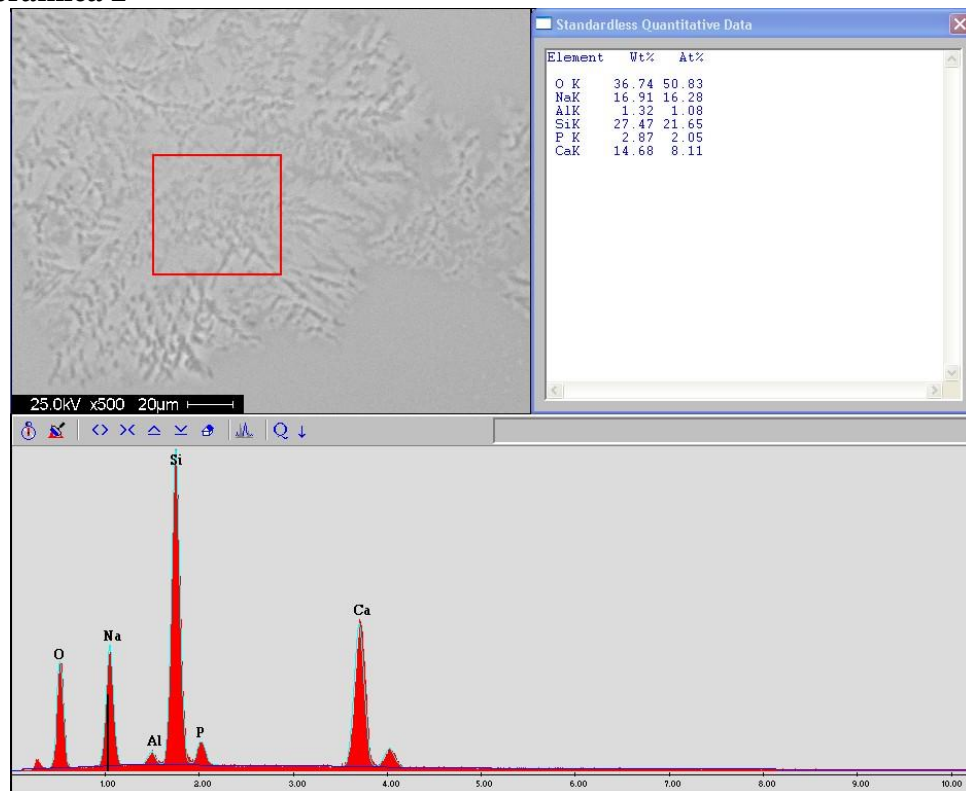 Standardless Quantitative Data
Element Wt% At%
O K 36.74 50.83
NaK 16.91 16.28
AlK 1.32 1.08
SiK 27.47 21.65
P K 2.87 2.05
CaK 14.68 8.11
25.0kV x500 20µm
Q
Si
Ca
Na
O
Al
P
1.00 2.00 3.00 4.00 5.00 6.00 7.00 8.00 9.00 10.00